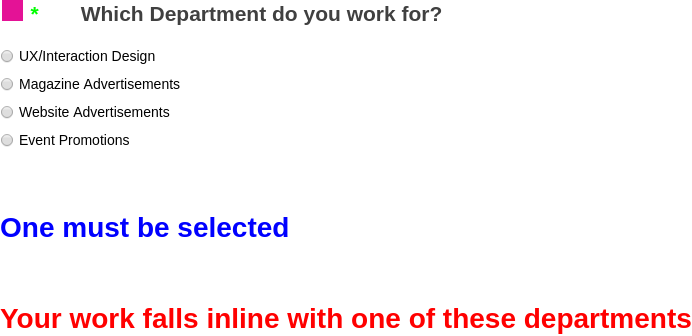 * Which Department do you work for?
UX/Interaction Design
Magazine Advertisements
Website Advertisements
Event Promotions
One must be selected
Your work falls inline with one of these departments